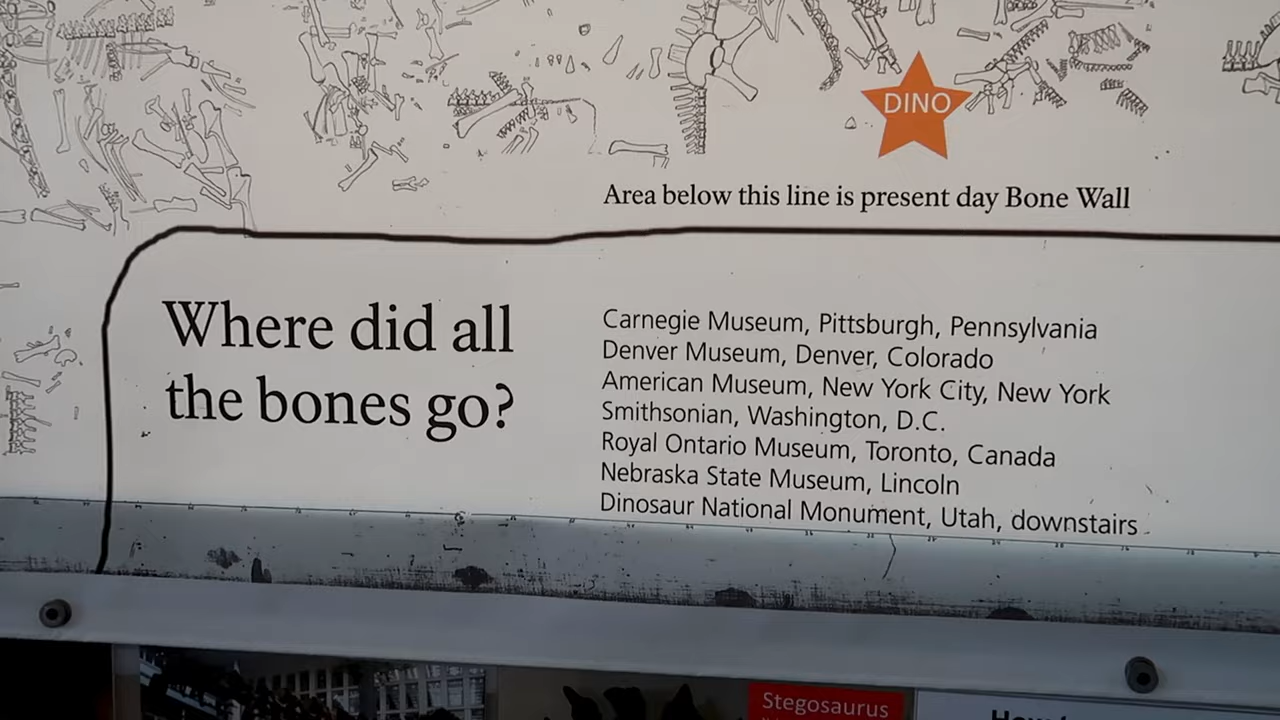 DINO
Area below this line is present day Bone Wall
Where did all
the bones go?
Carnegie Museum, Pittsburgh, Pennsylvania
Denver Museum, Denver, Colorado
American Museum, New York City, New York
Smithsonian, Washington, D.C.
Royal Ontario Museum, Toronto, Canada
Nebraska State Museum, Lincoln
Dinosaur National Monument, Utah, downstairs
Stegosaurus